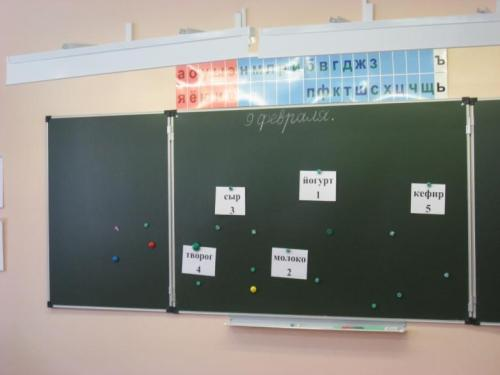 б в г д ж з
ъ
п ф к т ш с х ц ч щ
ь
9 февраля.
йогурт
1
сыр
3
кефир
5
творог
4
молоко
2